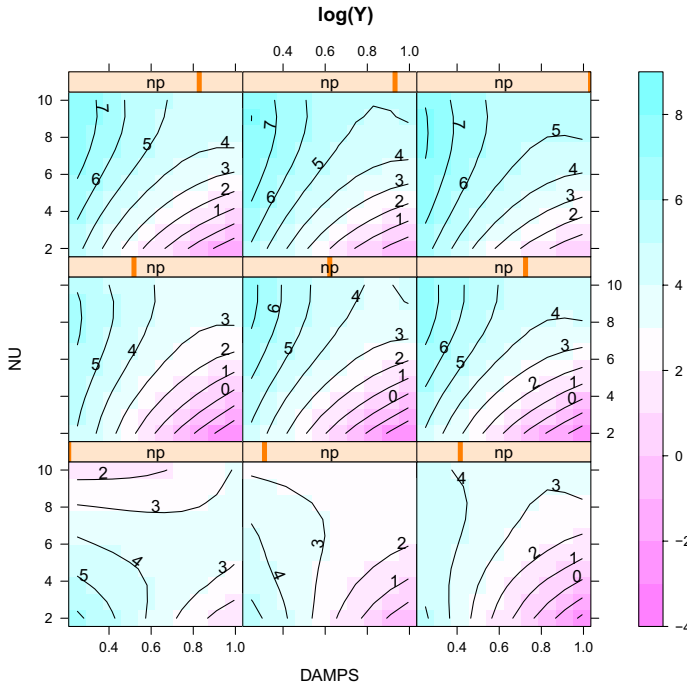 log(Y)
0.4 0.6 0.8 1.0
np np np
10 8 6 4 2
7 6 5 4 3 2 1
7 6 5 4 3 2 1
7 6 5 4 3 2
8 6 4 2 0 −2 −4
np np np
5 4 3 2 1 0
6 5 4 3 2 1 0
6 5 4 3 2 1 0
10 8 6 4 2
NU
np np np
10 8 6 4 2
2 3 4 5 3
3 4 2 1
4 3 2 1 0
0.4 0.6 0.8 1.0
0.4 0.6 0.8 1.0
DAMPS